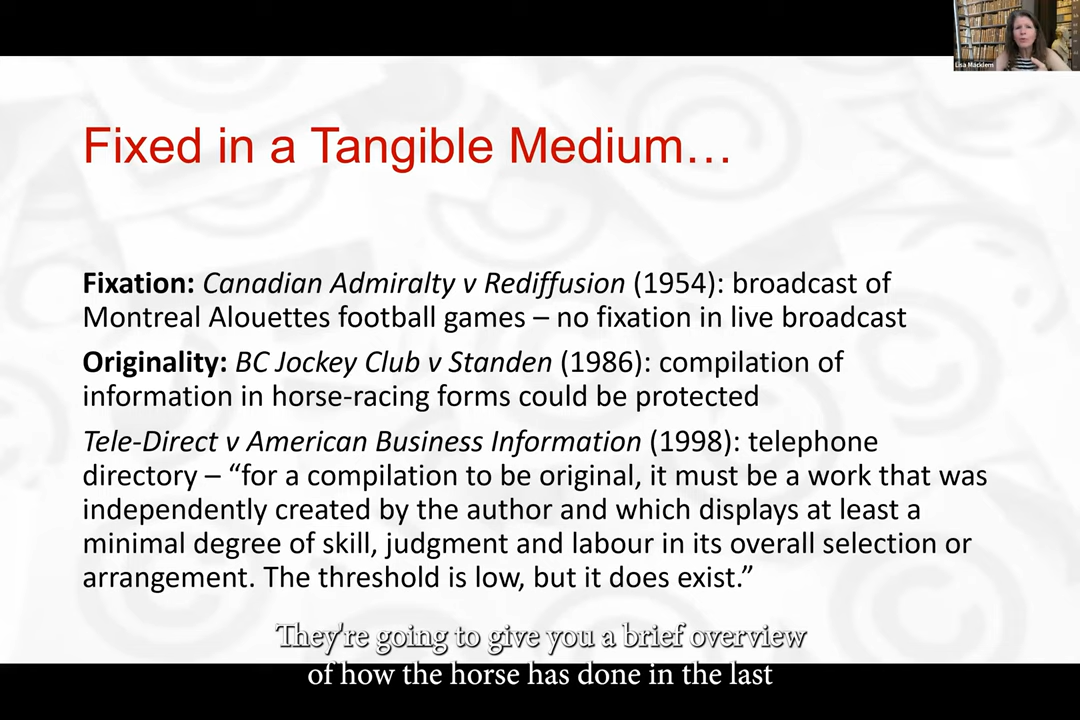 Lisa Macklem
Fixed in a Tangible Medium…
Fixation: Canadian Admiralty v Rediffusion (1954): broadcast of
Montreal Alouettes football games – no fixation in live broadcast
Originality: BC Jockey Club v Standen (1986): compilation of
information in horse-racing forms could be protected
Tele-Direct v American Business Information (1998): telephone
directory – “for a compilation to be original, it must be a work that was
independently created by the author and which displays at least a
minimal degree of skill, judgment and labour in its overall selection or
arrangement. The threshold is low, but it does exist.”
They're going to give you a brief overview
of how the horse has done in the last